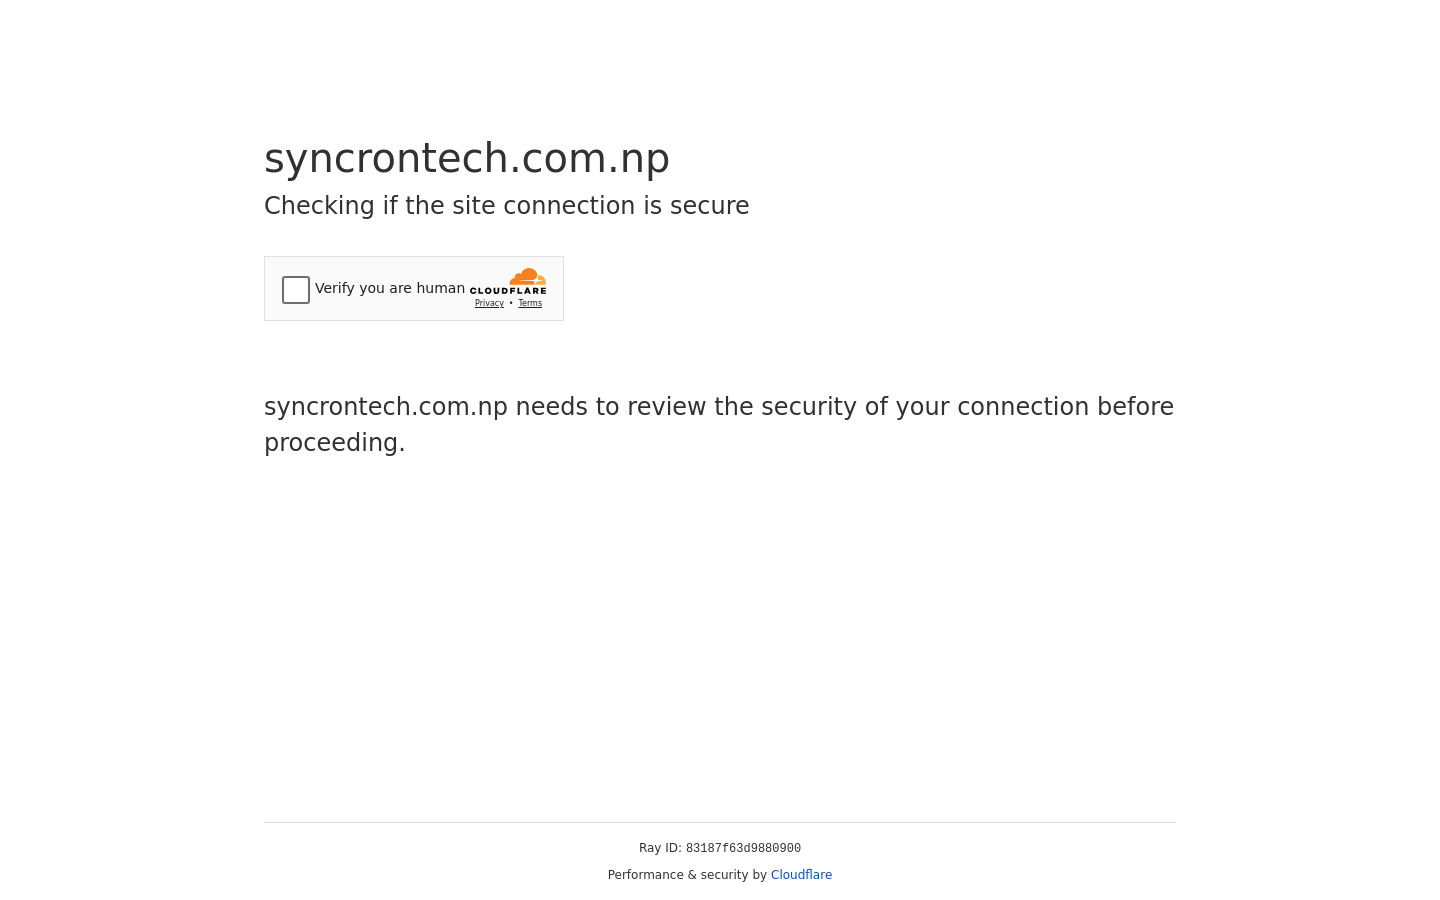 syncrontech.com.np
Checking if the site connection is secure
Verify you are human
CLOUDFLARE
Privacy • Terms
syncrontech.com.np needs to review the security of your connection before
proceeding.
Ray ID: 83187f63d9880900
Performance & security by Cloudflare